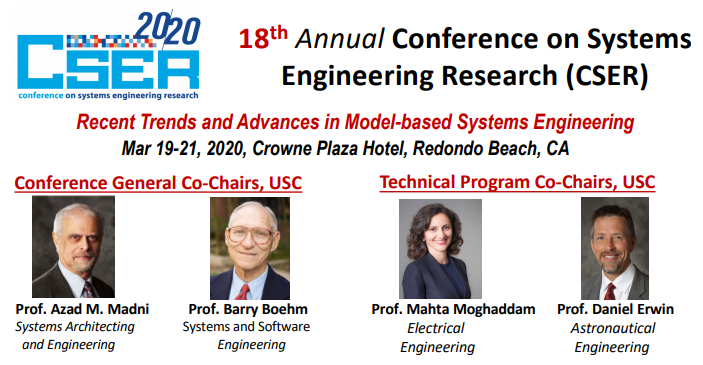 20/20
CSER
conference on systems engineering research
18th Annual Conference on Systems
Engineering Research (CSER)
Recent Trends and Advances in Model-based Systems Engineering
Mar 19-21, 2020, Crowne Plaza Hotel, Redondo Beach, CA
Conference General Co-Chairs, USC
Technical Program Co-Chairs, USC
Prof. Azad M. Madni
Systems Architecting
and Engineering
Prof. Barry Boehm
Systems and Software
Engineering
Prof. Mahta Moghaddam
Electrical
Engineering
Prof. Daniel Erwin
Astronautical
Engineering